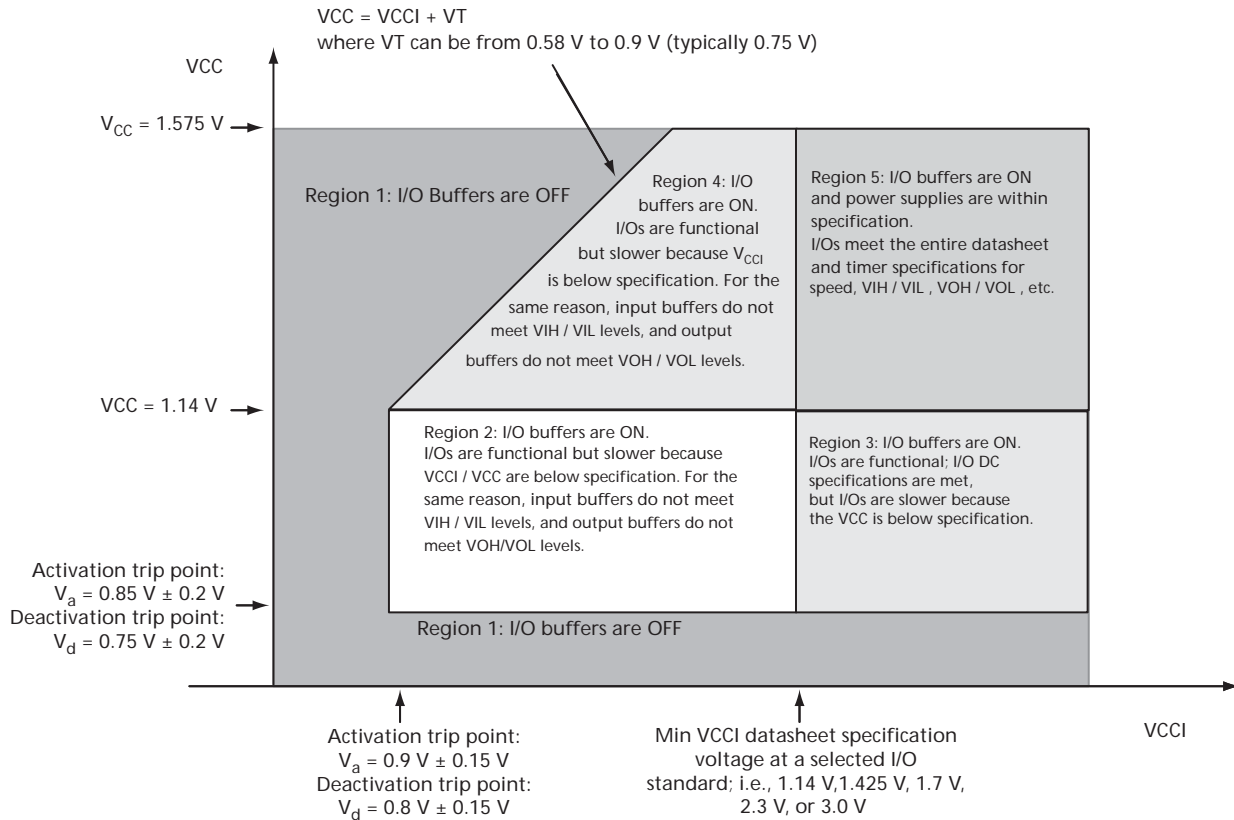 VCC = VCCI + VT
where VT can be from 0.58 V to 0.9 V (typically 0.75 V)
VCC
VCC = 1.575 V
Region 1: I/O Buffers are OFF
Region 4: I/O
buffers are ON.
I/Os are functional
but slower because VCCI
is below specification. For the
same reason, input buffers do not
meet VIH / VIL levels, and output
buffers do not meet VOH / VOL levels.
Region 5: I/O buffers are ON
and power supplies are within
specification.
I/Os meet the entire datasheet
and timer specifications for
speed, VIH / VIL , VOH / VOL , etc.
VCC = 1.14 V
Region 2: I/O buffers are ON.
I/Os are functional but slower because
VCCI / VCC are below specification. For the
same reason, input buffers do not meet
VIH / VIL levels, and output buffers do not
meet VOH/VOL levels.
Region 3: I/O buffers are ON.
I/Os are functional; I/O DC
specifications are met,
but I/Os are slower because
the VCC is below specification.
Activation trip point:
Va = 0.85 V ± 0.2 V
Deactivation trip point:
Vd = 0.75 V ± 0.2 V
Region 1: I/O buffers are OFF
VCCI
Activation trip point:
Va = 0.9 V ± 0.15 V
Deactivation trip point:
Vd = 0.8 V ± 0.15 V
Min VCCI datasheet specification
voltage at a selected I/O
standard; i.e., 1.14 V,1.425 V, 1.7 V,
2.3 V, or 3.0 V